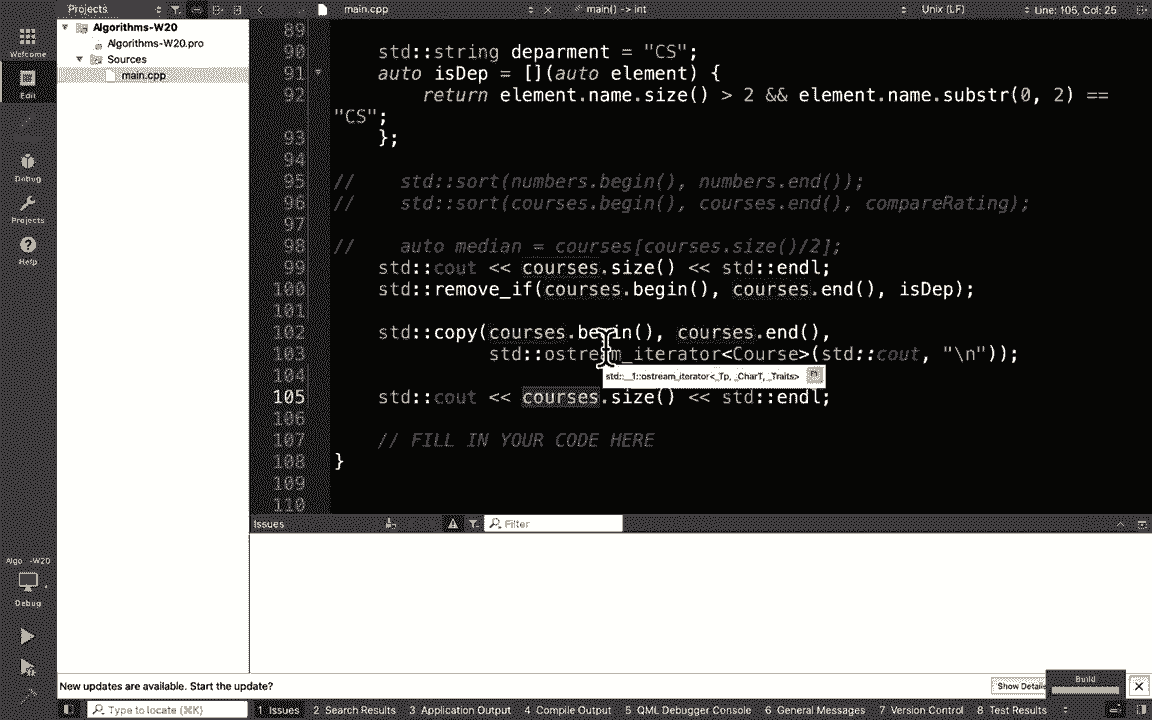 Projects
main.cpp
main() -> int
Unix (LF)
Line: 105, Col: 25
Algorithms-W20
Algorithms-W20.pro
Sources
main.cpp
Welcome
Edit
Debug
Projects
Help
89
90 std::string deparment = "CS";
91 auto isDep = [](auto element) {
92 return element.name.size() > 2 && element.name.substr(0, 2) ==
"CS";
93 };
94
95 // std::sort(numbers.begin(), numbers.end());
96 // std::sort(courses.begin(), courses.end(), compareRating);
97
98 // auto median = courses[courses.size()/2];
99 std::cout << courses.size() << std::endl;
100 std::remove_if(courses.begin(), courses.end(), isDep);
101
102 std::copy(courses.begin(), courses.end(),
103 std::ostream_iterator<Course>(std::cout, "\n"));
std::__1::ostream_iterator<_Tp, _CharT, _Traits> F1
104
105 std::cout << courses.size() << std::endl;
106
107 // FILL IN YOUR CODE HERE
108 }
109
110
Issues
Filter
Algo -W20
Debug
New updates are available. Start the update?
Show Details
Build
Type to locate (⌘K)
1 Issues
2 Search Results
3 Application Output
4 Compile Output
5 QML Debugger Console
6 General Messages
7 Version Control
8 Test Results